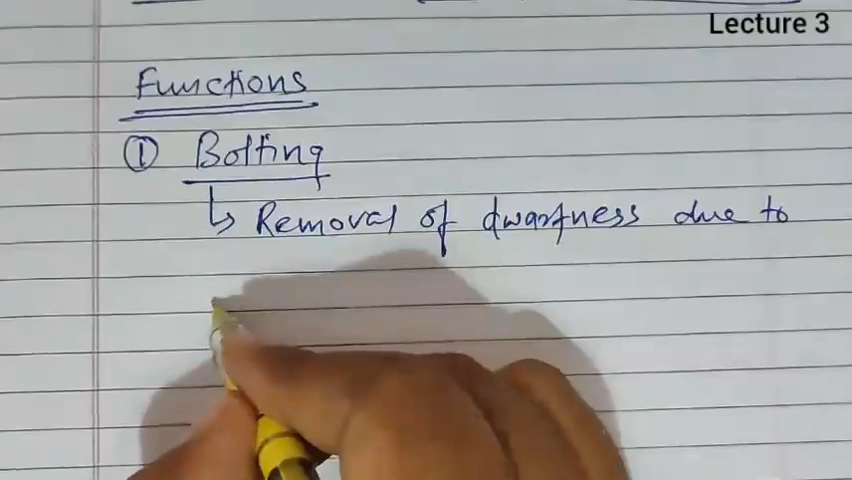 Lecture 3
Functions
① Bolting
↳ Removal of dwarfness due to